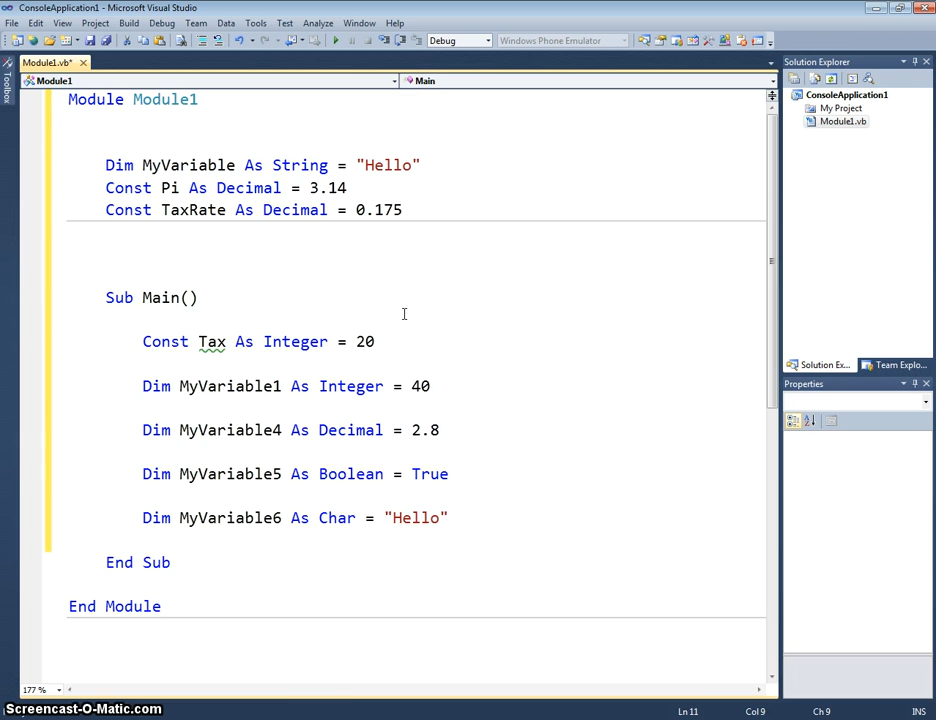 ConsoleApplication1 - Microsoft Visual Studio
File Edit View Project Build Debug Team Data Tools Test Analyze Window Help
Debug Windows Phone Emulator
Module1.vb* Solution Explorer
Module1 Main
Toolbox
ConsoleApplication1
My Project
Module1.vb
Module Module1
Dim MyVariable As String = "Hello"
Const Pi As Decimal = 3.14
Const TaxRate As Decimal = 0.175
Sub Main()
Const Tax As Integer = 20
Dim MyVariable1 As Integer = 40
Dim MyVariable4 As Decimal = 2.8
Dim MyVariable5 As Boolean = True
Dim MyVariable6 As Char = "Hello"
End Sub
End Module
Solution Ex... Team Explo...
Properties
177 %
Screencast-O-Matic.com
Ln 11 Col 9 Ch 9 INS